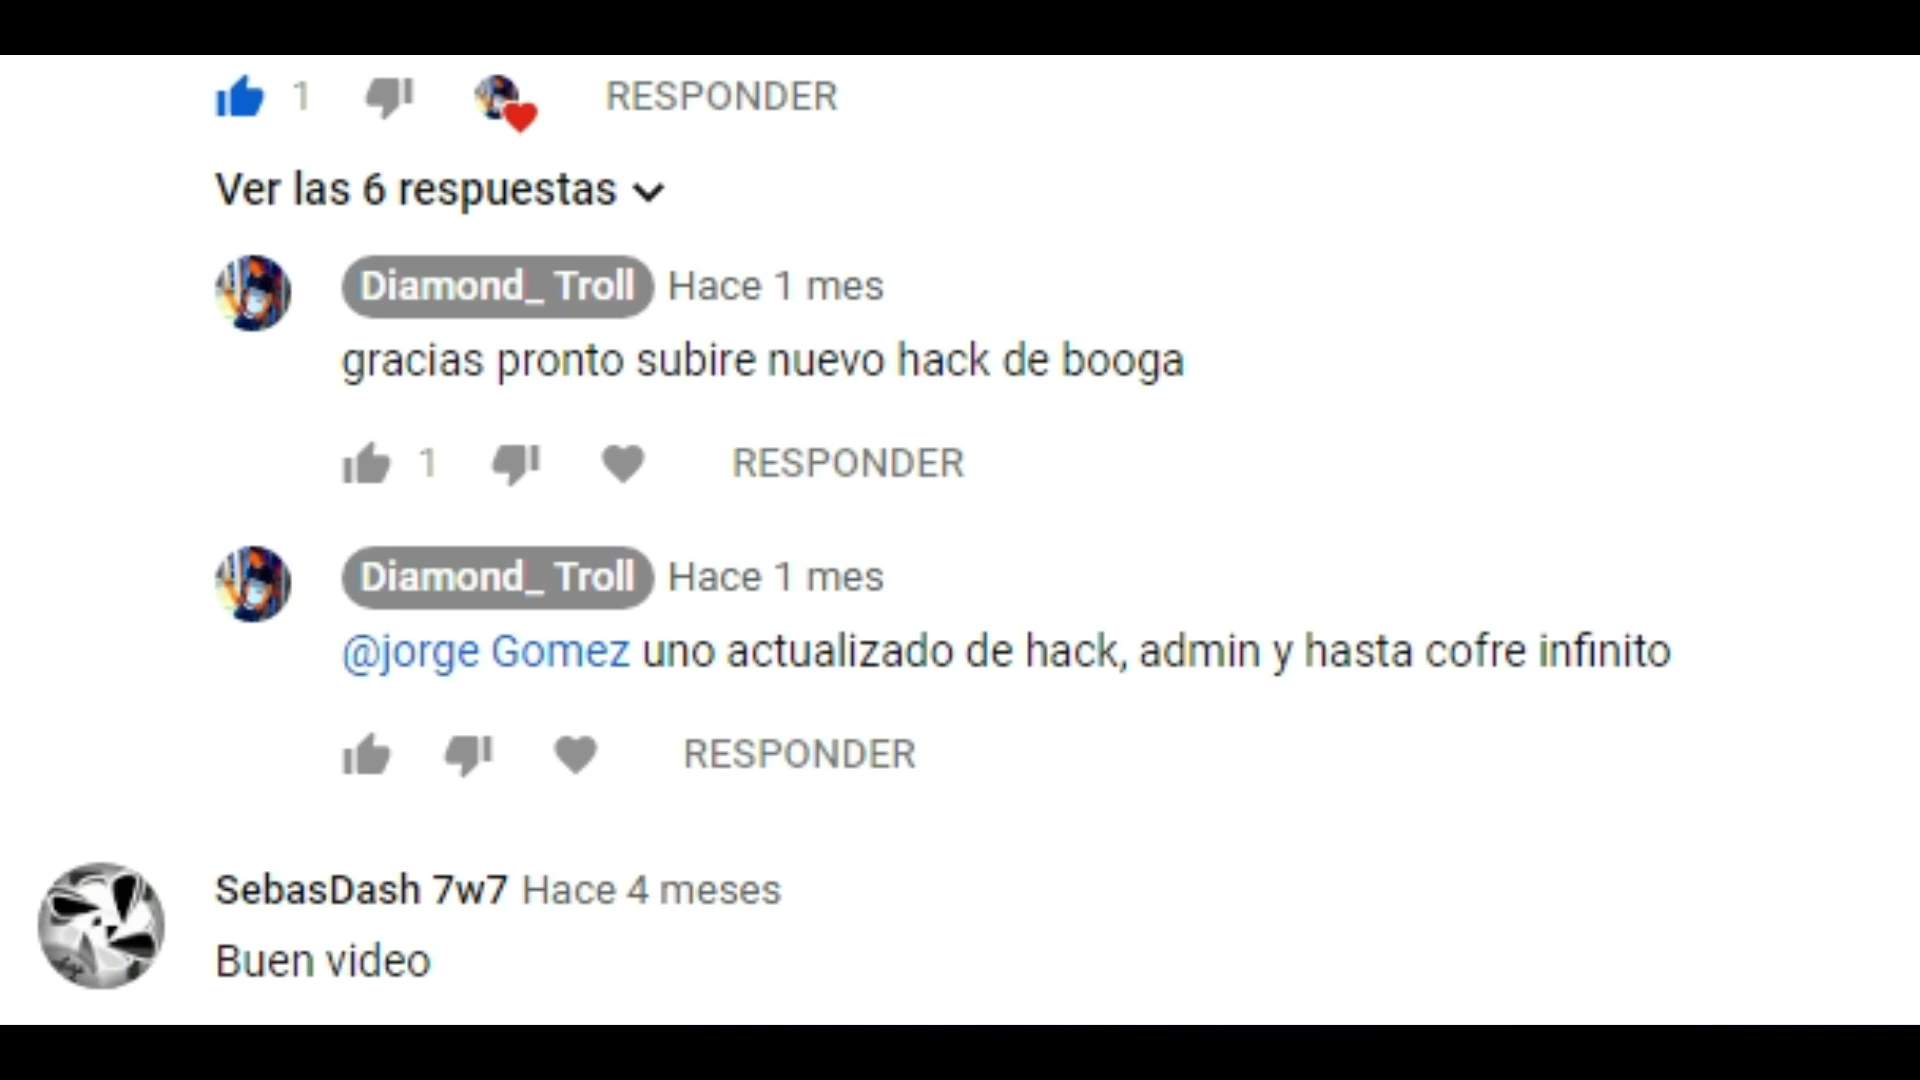 1 RESPONDER
Ver las 6 respuestas
Diamond_ Troll Hace 1 mes
gracias pronto subire nuevo hack de booga
1 RESPONDER
Diamond_ Troll Hace 1 mes
@jorge Gomez uno actualizado de hack, admin y hasta cofre infinito
RESPONDER
SebasDash 7w7 Hace 4 meses
Buen video